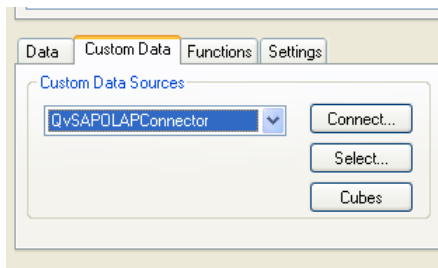 Data Custom Data Functions Settings
Custom Data Sources
QvSAPOLAPConnector Connect...
Select...
Cubes